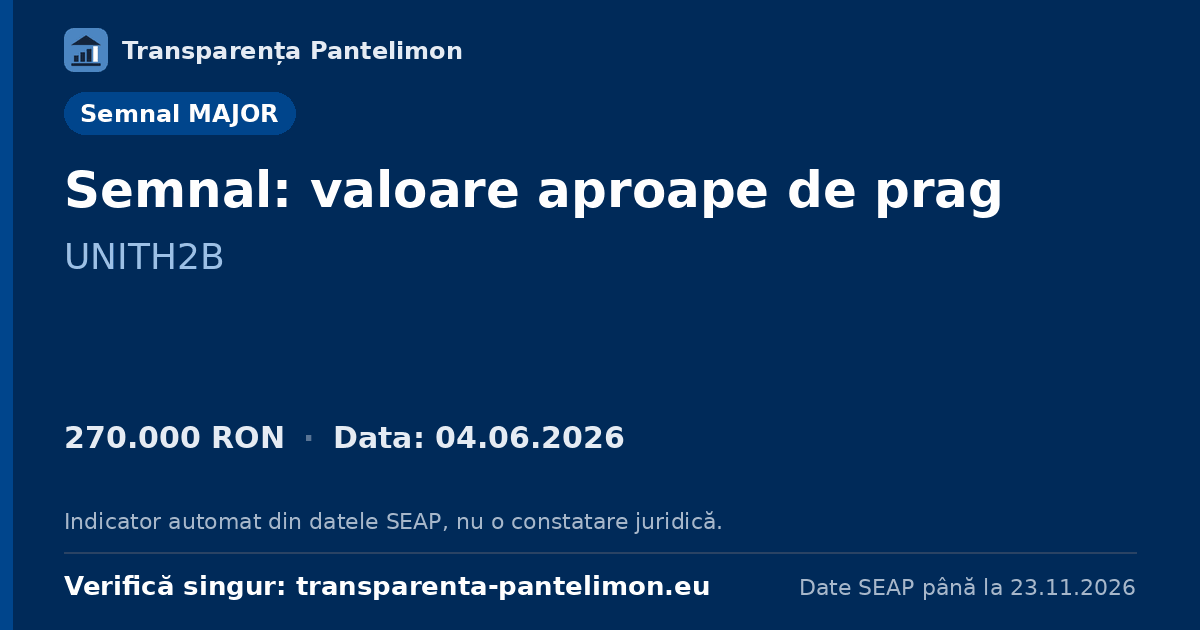 Transparența Pantelimon
Semnal MAJOR
Semnal: valoare aproape de prag
UNITH2B
270.000 RON · Data: 04.06.2026
Indicator automat din datele SEAP, nu o constatare juridică.
Verifică singur: transparenta-pantelimon.eu
Date SEAP până la 23.11.2026